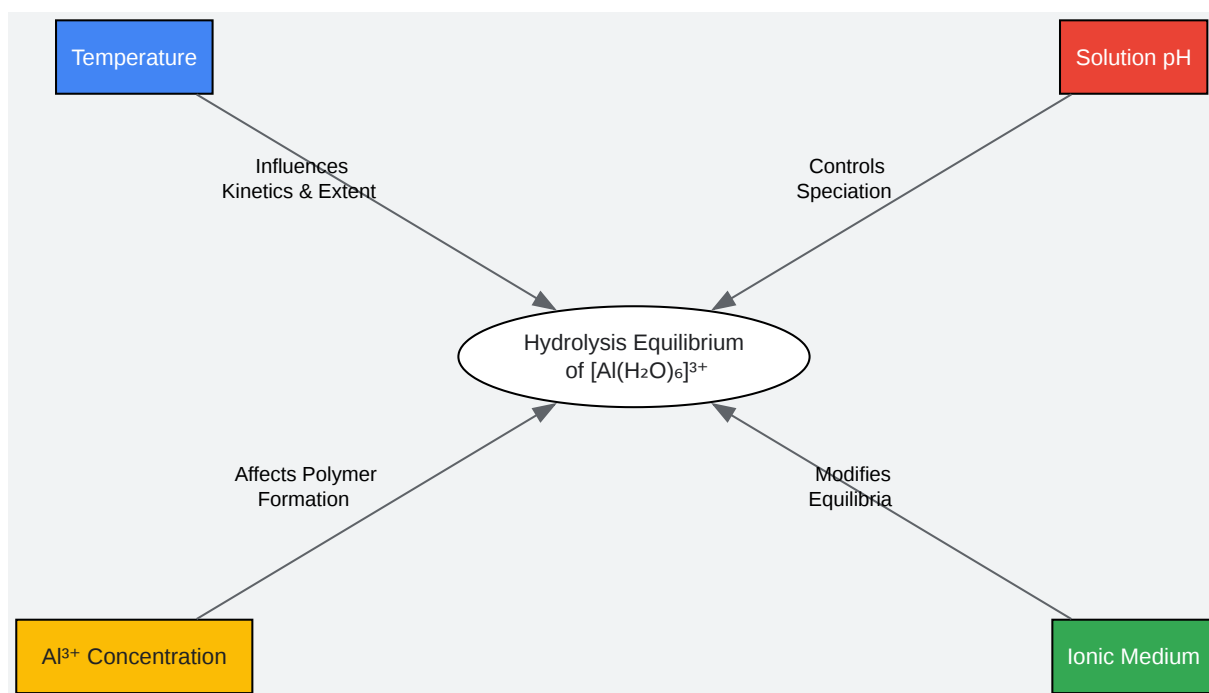 Temperature
Solution pH
Influences
Kinetics & Extent
Controls
Speciation
Hydrolysis Equilibrium
of [Al(H₂O)₆]³⁺
Affects Polymer
Formation
Modifies
Equilibria
Al³⁺ Concentration
Ionic Medium